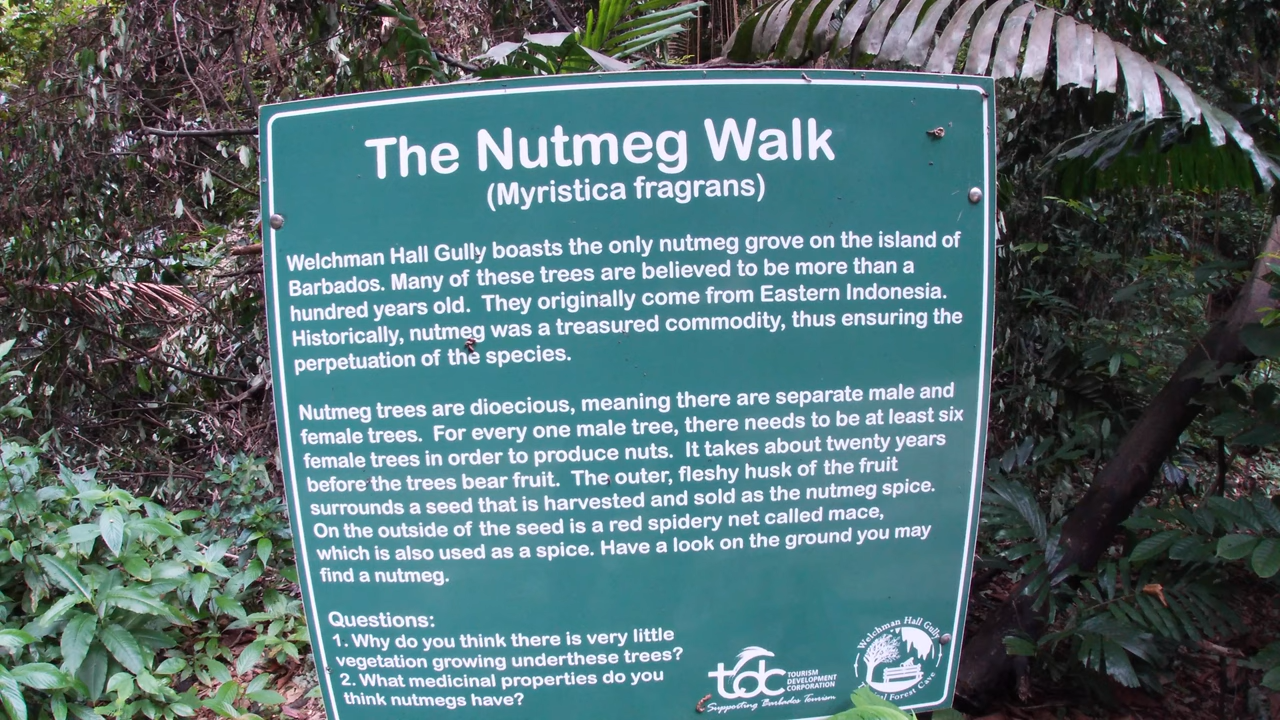 The Nutmeg Walk
(Myristica fragrans)
Welchman Hall Gully boasts the only nutmeg grove on the island of
Barbados. Many of these trees are believed to be more than a
hundred years old. They originally come from Eastern Indonesia.
Historically, nutmeg was a treasured commodity, thus ensuring the
perpetuation of the species.
Nutmeg trees are dioecious, meaning there are separate male and
female trees. For every one male tree, there needs to be at least six
female trees in order to produce nuts. It takes about twenty years
before the trees bear fruit. The outer, fleshy husk of the fruit
surrounds a seed that is harvested and sold as the nutmeg spice.
On the outside of the seed is a red spidery net called mace,
which is also used as a spice. Have a look on the ground you may
find a nutmeg.
Questions:
1. Why do you think there is very little
vegetation growing underthese trees?
2. What medicinal properties do you
think nutmegs have?
tdc TOURISM
DEVELOPMENT
CORPORATION
Supporting Barbados Tourism
Welchman Hall Gully
Forest Cave